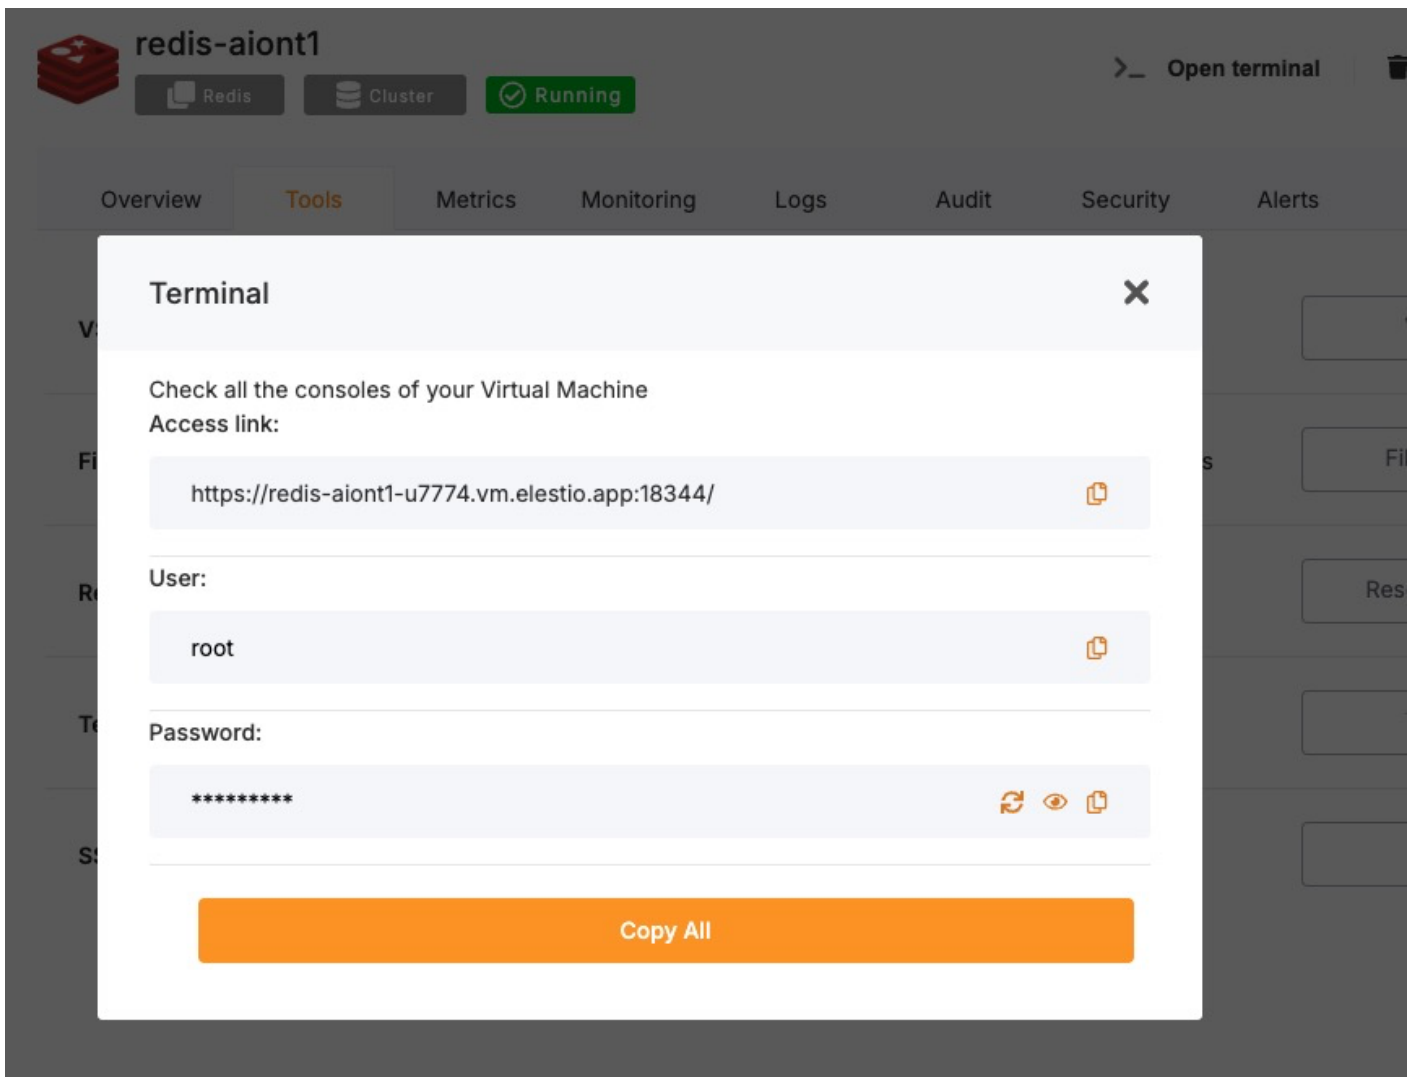 redis-aiont1
Redis
Cluster
Running
Open terminal
Overview
Tools
Metrics
Monitoring
Logs
Audit
Security
Alerts
Terminal
Check all the consoles of your Virtual Machine
Access link:
https://redis-aiont1-u7774.vm.elestio.app:18344/
User:
root
Password:
*********
Copy All